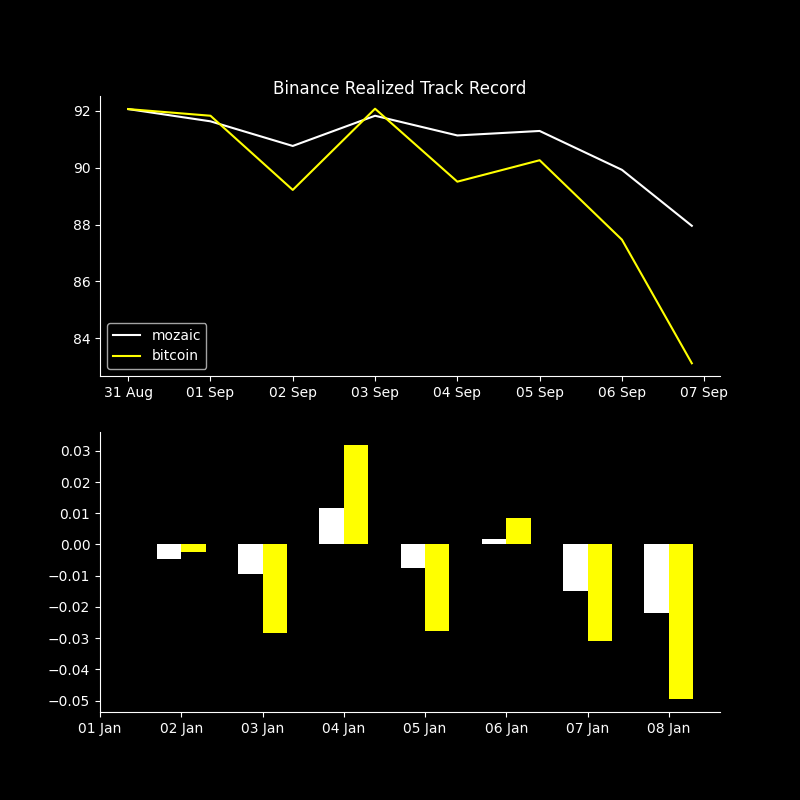 Binance Realized Track Record
92
90
88
86
84
mozaic
bitcoin
31 Aug 01 Sep 02 Sep 03 Sep 04 Sep 05 Sep 06 Sep 07 Sep
0.03
0.02
0.01
0.00
−0.01
−0.02
−0.03
−0.04
−0.05
01 Jan 02 Jan 03 Jan 04 Jan 05 Jan 06 Jan 07 Jan 08 Jan